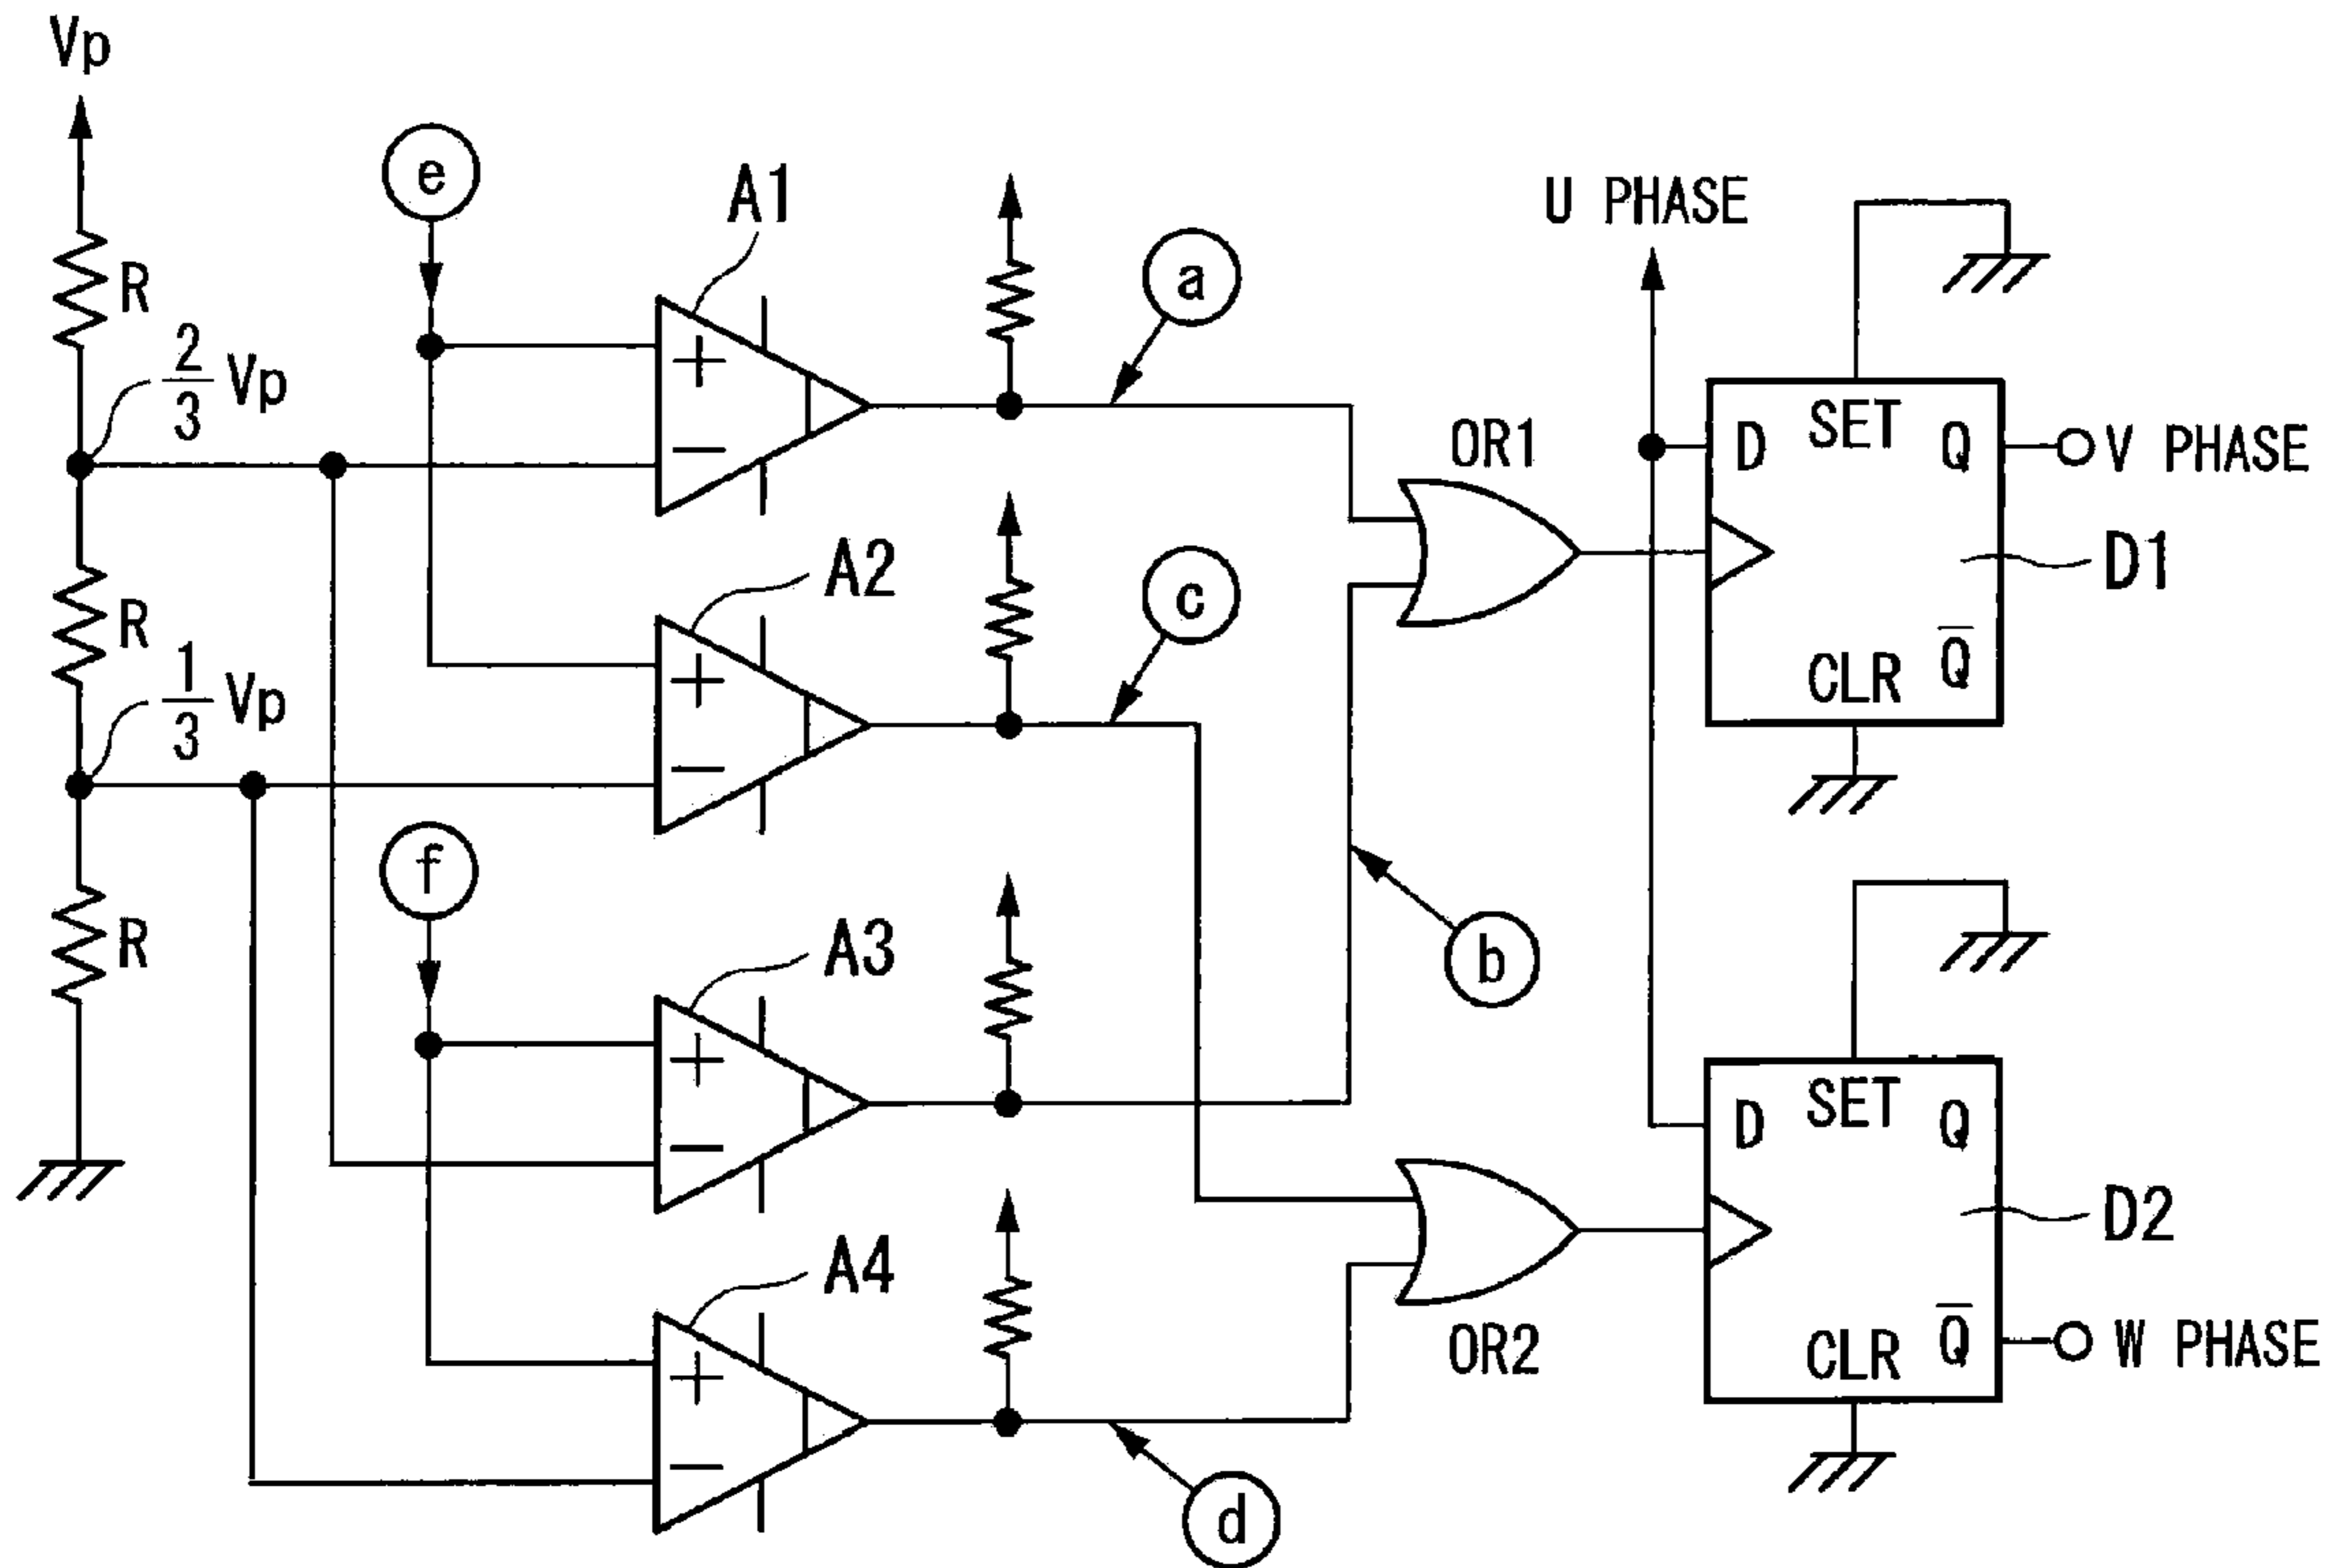 Vp
e
A1
a
U PHASE
R
2/3 Vp
+
−
OR1
D
SET
Q
V PHASE
A2
c
D1
R
1/3 Vp
+
−
CLR
Q̅
f
A3
b
R
+
−
D
SET
Q
D2
A4
OR2
+
−
CLR
Q̅
W PHASE
d